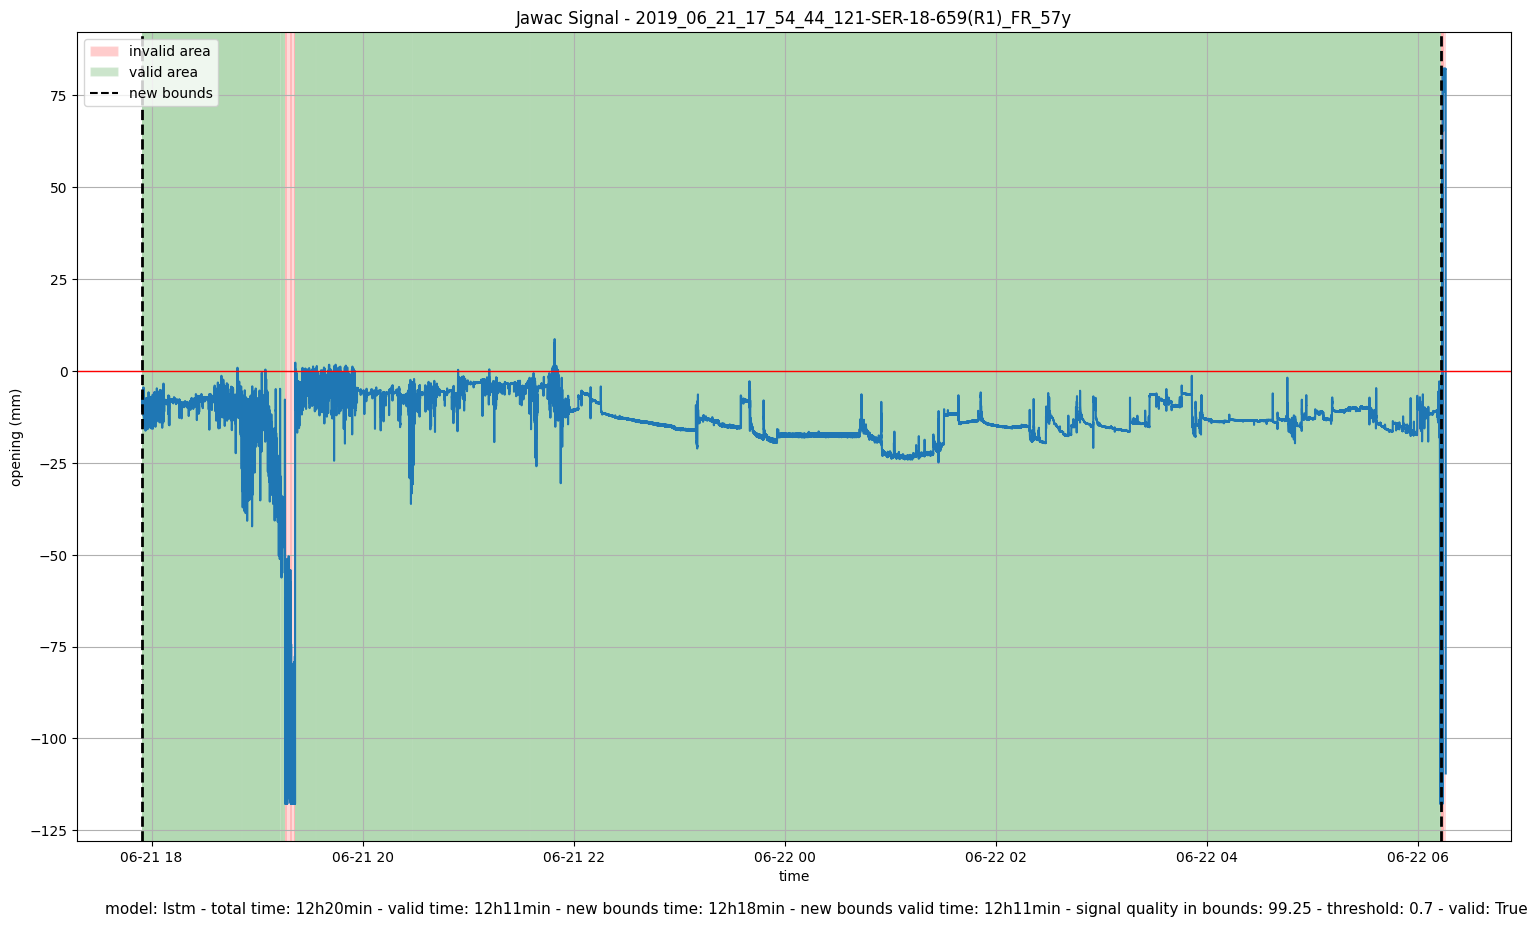 Jawac Signal - 2019_06_21_17_54_44_121-SER-18-659(R1)_FR_57y
invalid area
valid area
new bounds
75
50
25
0
−25
−50
−75
−100
−125
opening (mm)
06-21 18 06-21 20 06-21 22 06-22 00 06-22 02 06-22 04 06-22 06
time
model: lstm - total time: 12h20min - valid time: 12h11min - new bounds time: 12h18min - new bounds valid time: 12h11min - signal quality in bounds: 99.25 - threshold: 0.7 - valid: True